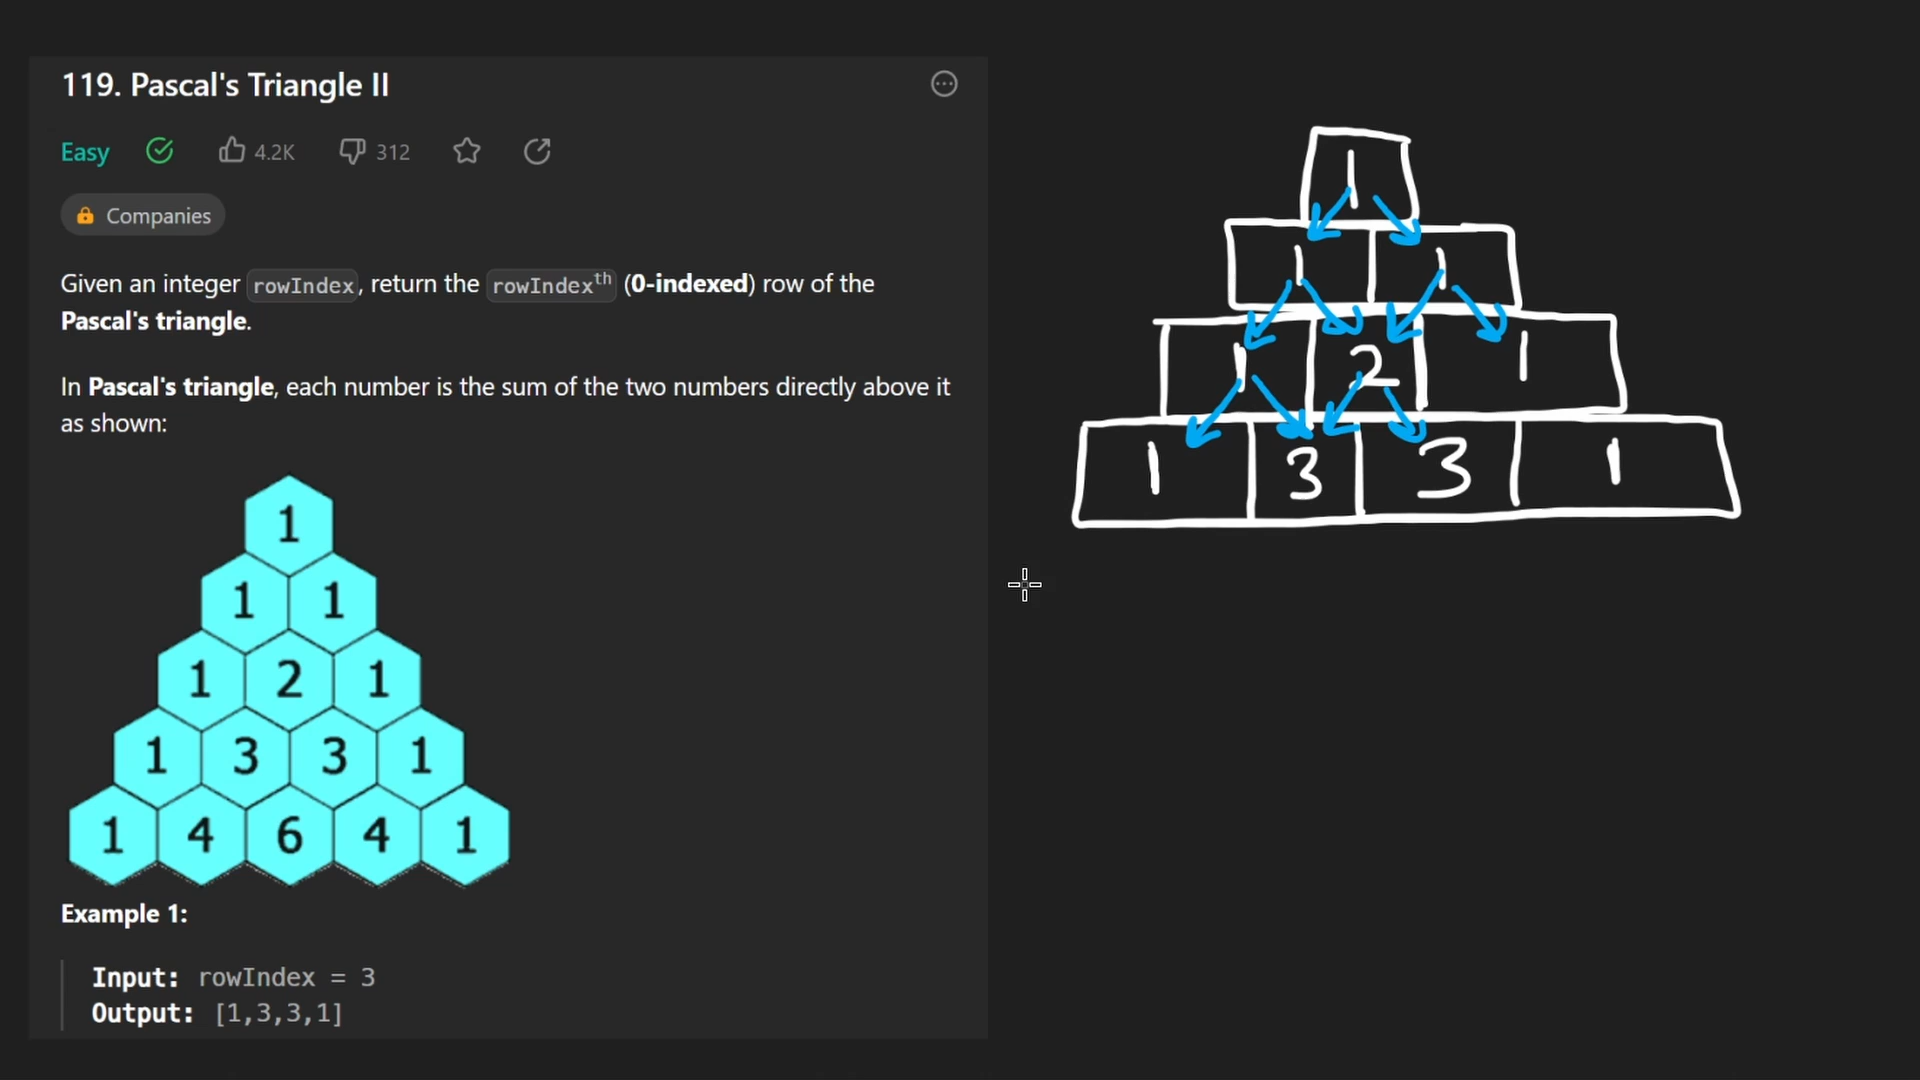 119. Pascal's Triangle II
Easy 4.2K 312
Companies
Given an integer rowIndex, return the rowIndexth (0-indexed) row of the
Pascal's triangle.
In Pascal's triangle, each number is the sum of the two numbers directly above it
as shown:
1
1 1
1 2 1
1 3 3 1
1 4 6 4 1
Example 1:
Input: rowIndex = 3
Output: [1,3,3,1]
1
1 1
1 2 1
1 3 3 1